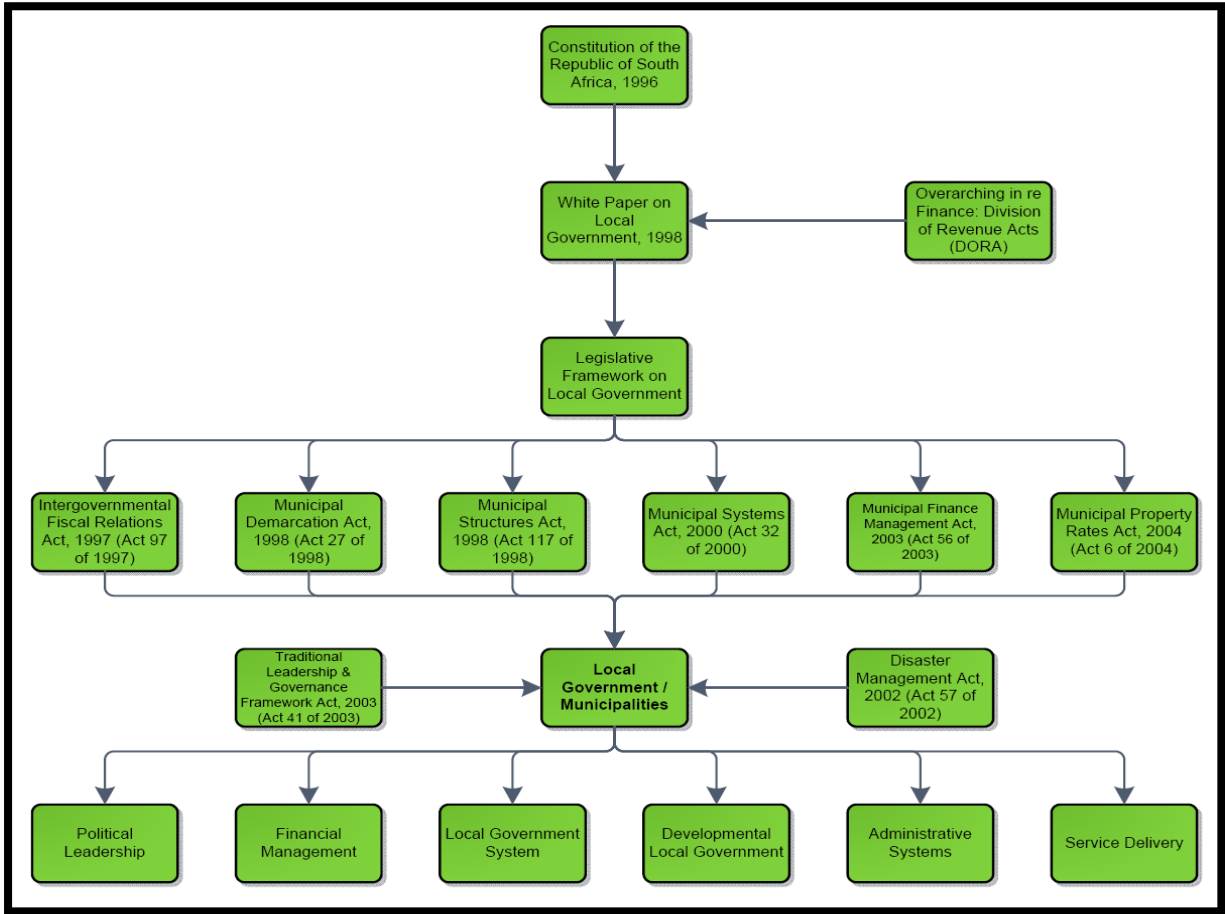 Constitution of the
Republic of South
Africa, 1996
White Paper on
Local
Government, 1998
Overarching in re
Finance: Division
of Revenue Acts
(DORA)
Legislative
Framework on
Local Government
Intergovernmental
Fiscal Relations
Act, 1997 (Act 97
of 1997)
Municipal
Demarcation Act,
1998 (Act 27 of
1998)
Municipal
Structures Act,
1998 (Act 117 of
1998)
Municipal Systems
Act, 2000 (Act 32
of 2000)
Municipal Finance
Management Act,
2003 (Act 56 of
2003)
Municipal Property
Rates Act, 2004
(Act 6 of 2004)
Traditional
Leadership &
Governance
Framework Act, 2003
(Act 41 of 2003)
Local
Government /
Municipalities
Disaster
Management Act,
2002 (Act 57 of
2002)
Political
Leadership
Financial
Management
Local Government
System
Developmental
Local Government
Administrative
Systems
Service Delivery